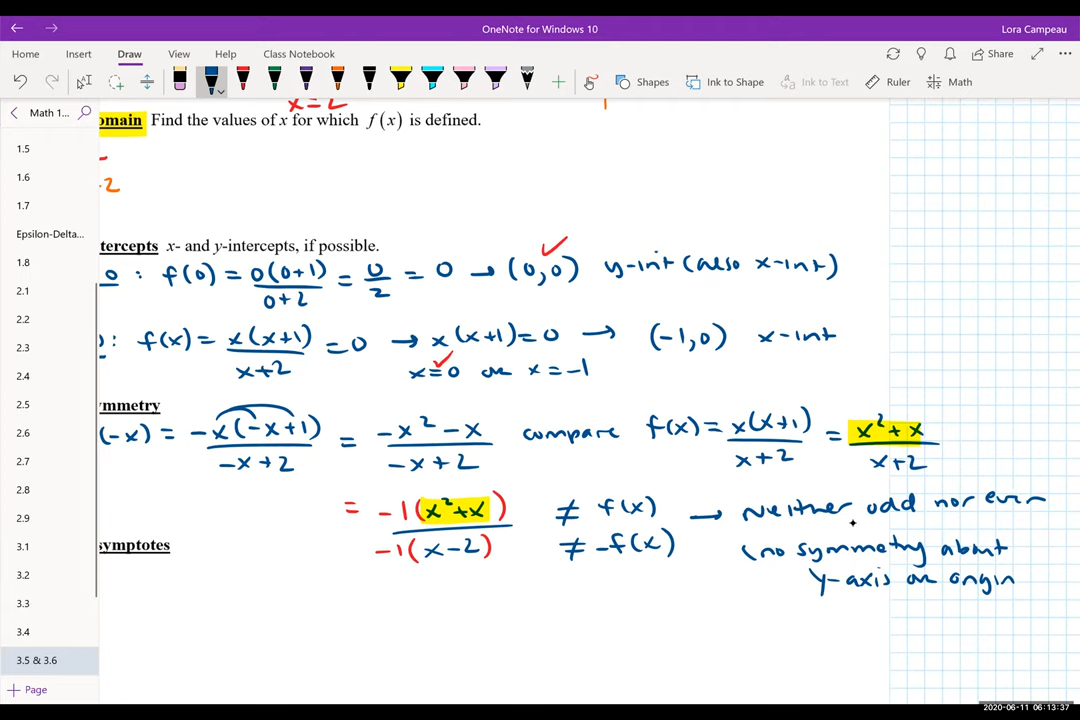 OneNote for Windows 10
Lora Campeau
Home Insert Draw View Help Class Notebook Share
Shapes Ink to Shape Ink to Text Ruler Math
Math 1...
1.5
1.6
1.7
Epsilon-Delta...
1.8
2.1
2.2
2.3
2.4
2.5
2.6
2.7
2.8
2.9
3.1
3.2
3.3
3.4
3.5 & 3.6
Page
x=2
omain Find the values of x for which f(x) is defined.
-2
tercepts x- and y-intercepts, if possible.
0 : f(0) = 0(0+1)/0+2 = 0/2 = 0 → (0,0) ✓ y-int (also x-int)
: f(x) = x(x+1)/x+2 = 0 → x(x+1) = 0 → (-1,0) x-int
x=0 ✓ or x=-1
mmetry
(-x) = -x(-x+1)/-x+2 = -x²-x/-x+2 compare f(x) = x(x+1)/x+2 = x²+x/x+2
= -1(x²+x)/-1(x-2) ≠ f(x) → Neither odd nor even
≠ -f(x) (no symmetry about
y-axis or origin
symptotes
2020-06-11 06:13:37